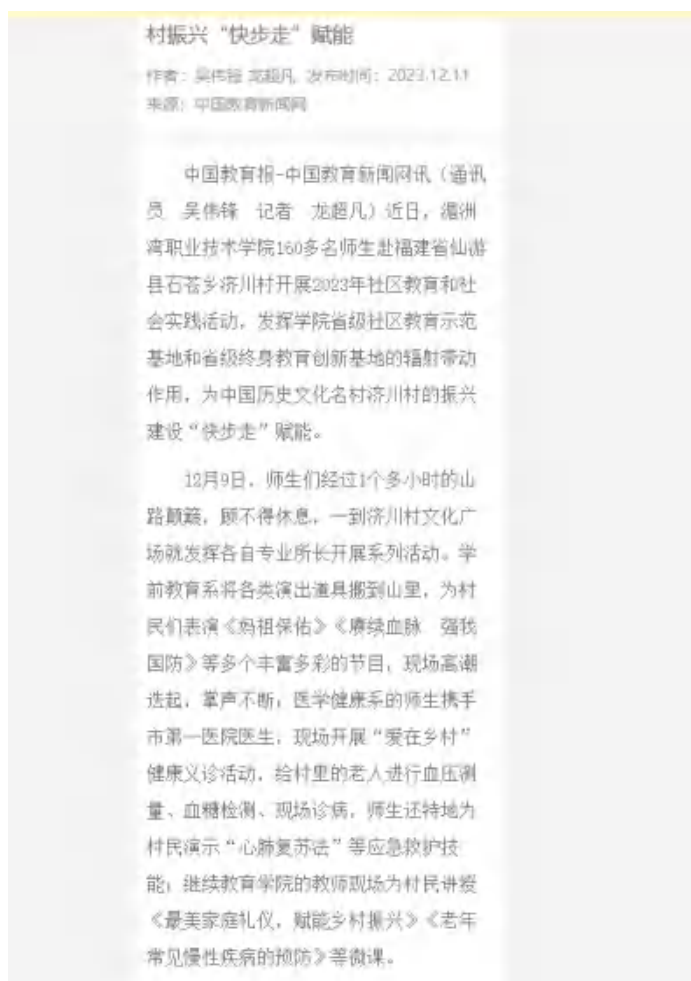 村振兴“快步走”赋能
作者：吴伟锋 龙超凡 发布时间：2023.12.11
来源：中国教育新闻网
中国教育报-中国教育新闻网讯（通讯
员 吴伟锋 记者 龙超凡）近日，湄洲
湾职业技术学院160多名师生赴福建省仙游
县石苍乡济川村开展2023年社区教育和社
会实践活动，发挥学院省级社区教育示范
基地和省级终身教育创新基地的辐射带动
作用，为中国历史文化名村济川村的振兴
建设“快步走”赋能。
12月9日，师生们经过1个多小时的山
路颠簸，顾不得休息，一到济川村文化广
场就发挥各自专业所长开展系列活动。学
前教育系将各类演出道具搬到山里，为村
民们表演《妈祖保佑》《赓续血脉 强我
国防》等多个丰富多彩的节目，现场高潮
迭起，掌声不断；医学健康系的师生携手
市第一医院医生，现场开展“爱在乡村”
健康义诊活动，给村里的老人进行血压测
量、血糖检测、现场诊病，师生还特地为
村民演示“心肺复苏法”等应急救护技
能；继续教育学院的教师现场为村民讲授
《最美家庭礼仪，赋能乡村振兴》《老年
常见慢性疾病的预防》等微课。